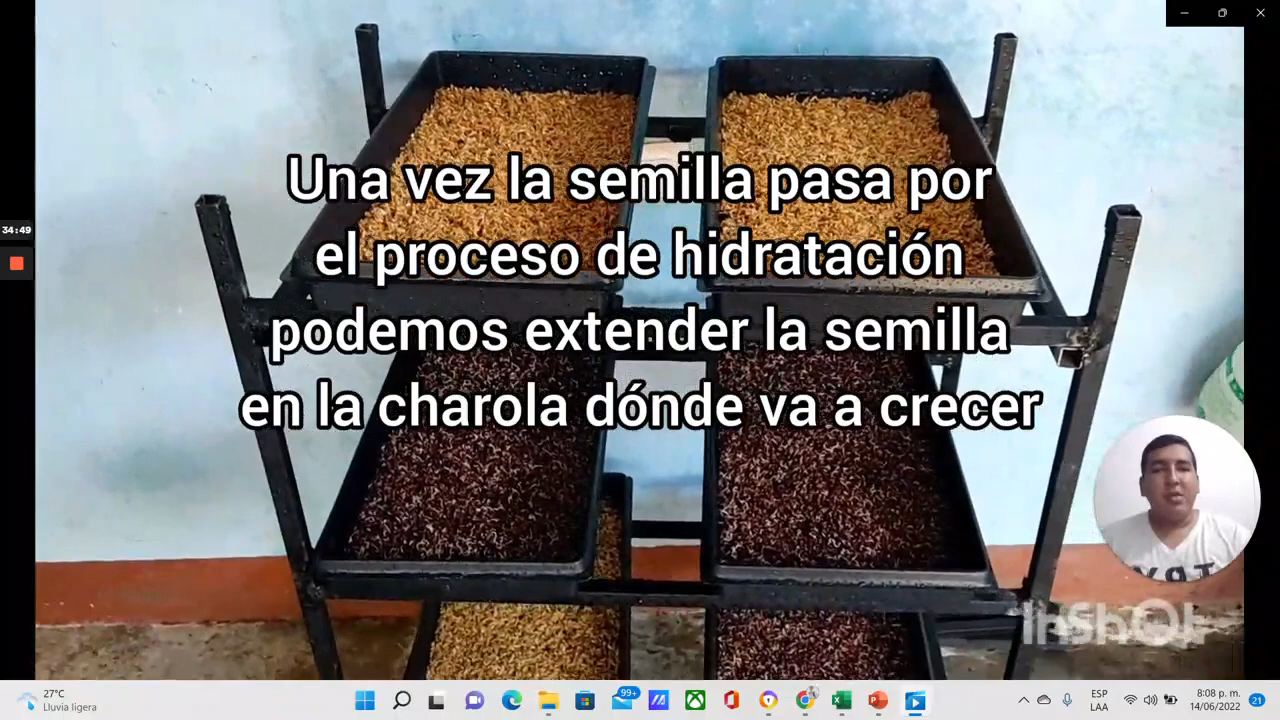 Una vez la semilla pasa por
el proceso de hidratación
podemos extender la semilla
en la charola dónde va a crecer
34:49
InShOt
27°C
Lluvia ligera
99+
ESP
LAA
8:08 p. m.
14/06/2022
21